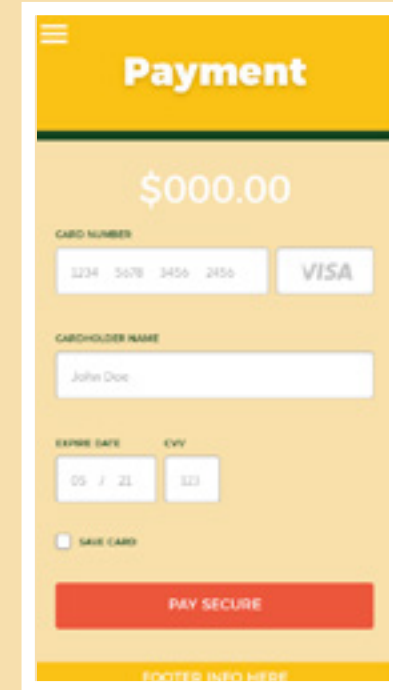 Payment
$000.00
CARD NUMBER
1234 5678 3456 2456 VISA
CARDHOLDER NAME
John Doe
EXPIRE DATE CVV
05 / 21 123
SAVE CARD
PAY SECURE
FOOTER INFO HERE